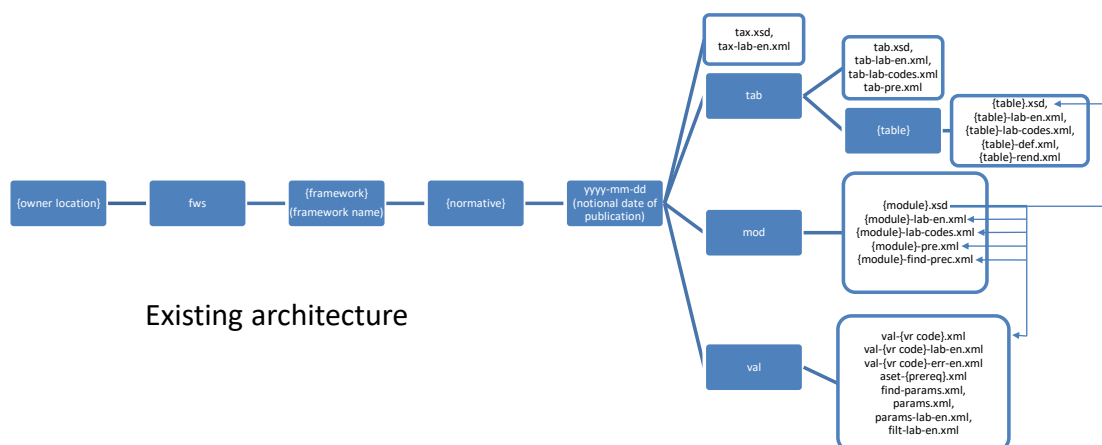 {owner location}
fws
{framework}
(framework name)
{normative}
yyyy-mm-dd
(notional date of
publication)
tax.xsd,
tax-lab-en.xml
tab
tab.xsd,
tab-lab-en.xml,
tab-lab-codes.xml
tab-pre.xml
{table}
{table}.xsd,
{table}-lab-en.xml,
{table}-lab-codes.xml,
{table}-def.xml,
{table}-rend.xml
mod
{module}.xsd
{module}-lab-en.xml
{module}-lab-codes.xml
{module}-pre.xml
{module}-find-prec.xml
val
val-{vr code}.xml
val-{vr code}-lab-en.xml
val-{vr code}-err-en.xml
aset-{prereq}.xml
find-params.xml,
params.xml,
params-lab-en.xml,
filt-lab-en.xml
Existing architecture